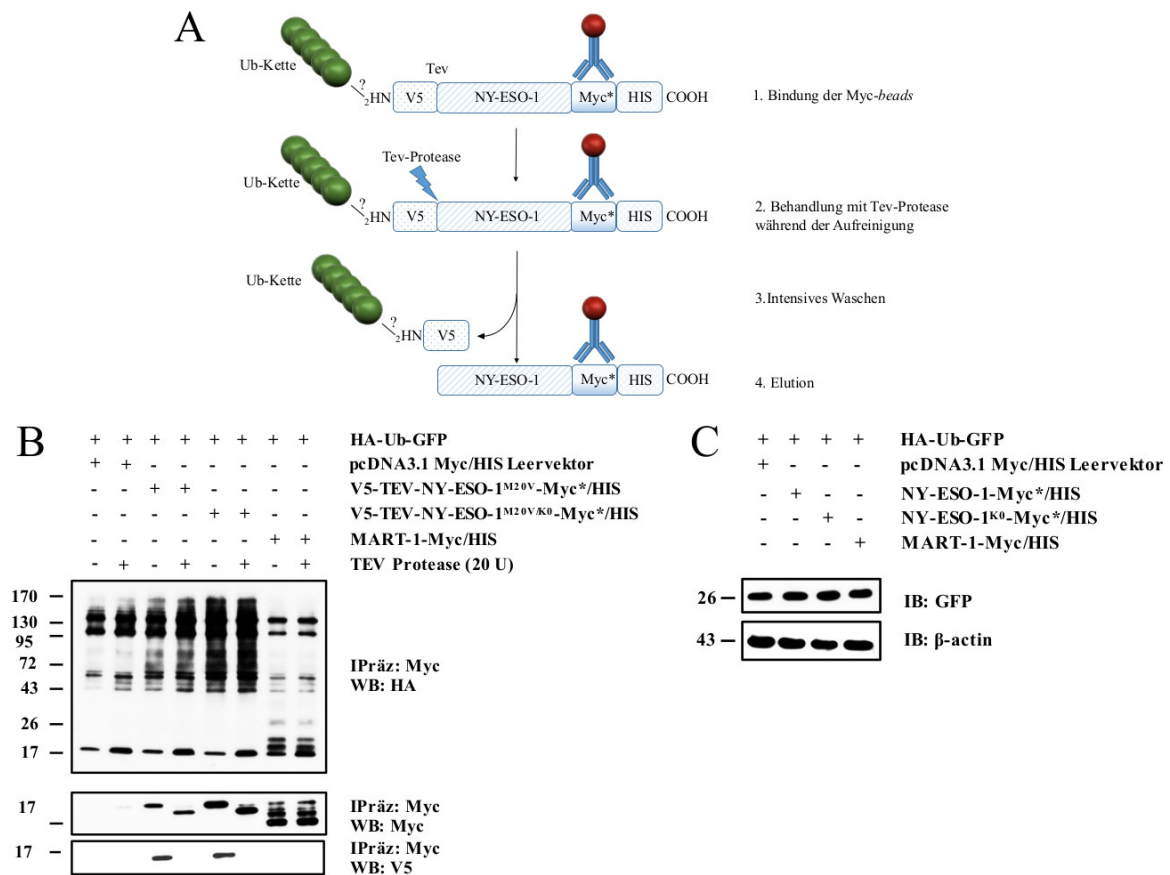 A
Ub-Kette
?
₂HN
V5
Tev
NY-ESO-1
Myc*
HIS
COOH
1. Bindung der Myc-beads
Tev-Protease
Ub-Kette
?
₂HN
V5
NY-ESO-1
Myc*
HIS
COOH
2. Behandlung mit Tev-Protease
während der Aufreinigung
Ub-Kette
?
₂HN
V5
3.Intensives Waschen
NY-ESO-1
Myc*
HIS
COOH
4. Elution
B
+ + + + + + + + HA-Ub-GFP
+ + - - - - - - pcDNA3.1 Myc/HIS Leervektor
- - + + - - - - V5-TEV-NY-ESO-1ᴹ²⁰ⱽ-Myc*/HIS
- - - - + + - - V5-TEV-NY-ESO-1ᴹ²⁰ⱽ/ᴷ⁰-Myc*/HIS
- - - - - - + + MART-1-Myc/HIS
- + - + - + - + TEV Protease (20 U)
170
130
95
72
43
26
17
IPräz: Myc
WB: HA
17
IPräz: Myc
WB: Myc
17
IPräz: Myc
WB: V5
C
+ + + + HA-Ub-GFP
+ - - - pcDNA3.1 Myc/HIS Leervektor
- + - - NY-ESO-1-Myc*/HIS
- - + - NY-ESO-1ᴷ⁰-Myc*/HIS
- - - + MART-1-Myc/HIS
26
IB: GFP
43
IB: β-actin